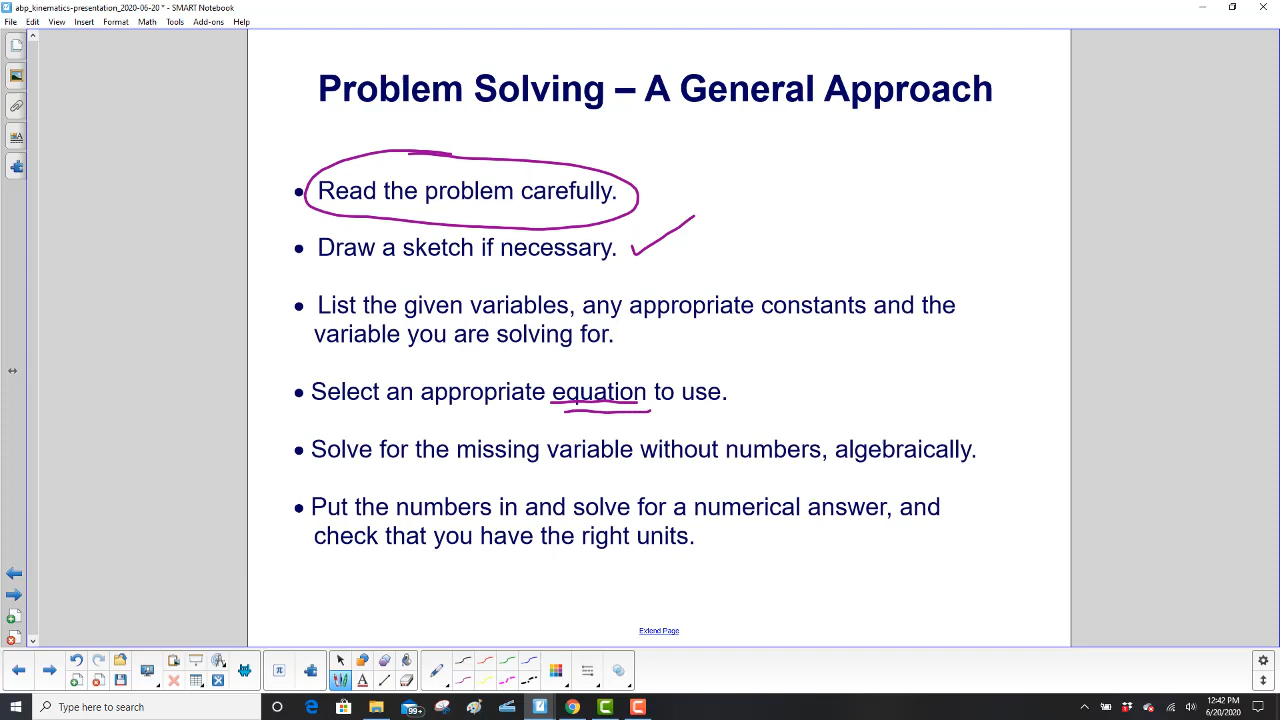 abp_kinematics-presentation_2020-06-20 * - SMART Notebook
File Edit View Insert Format Math Tools Add-ons Help
Problem Solving – A General Approach
• Read the problem carefully.
• Draw a sketch if necessary.
• List the given variables, any appropriate constants and the
variable you are solving for.
• Select an appropriate equation to use.
• Solve for the missing variable without numbers, algebraically.
• Put the numbers in and solve for a numerical answer, and
check that you have the right units.
Extend Page
Type here to search
99+
12:42 PM
6/20/2020